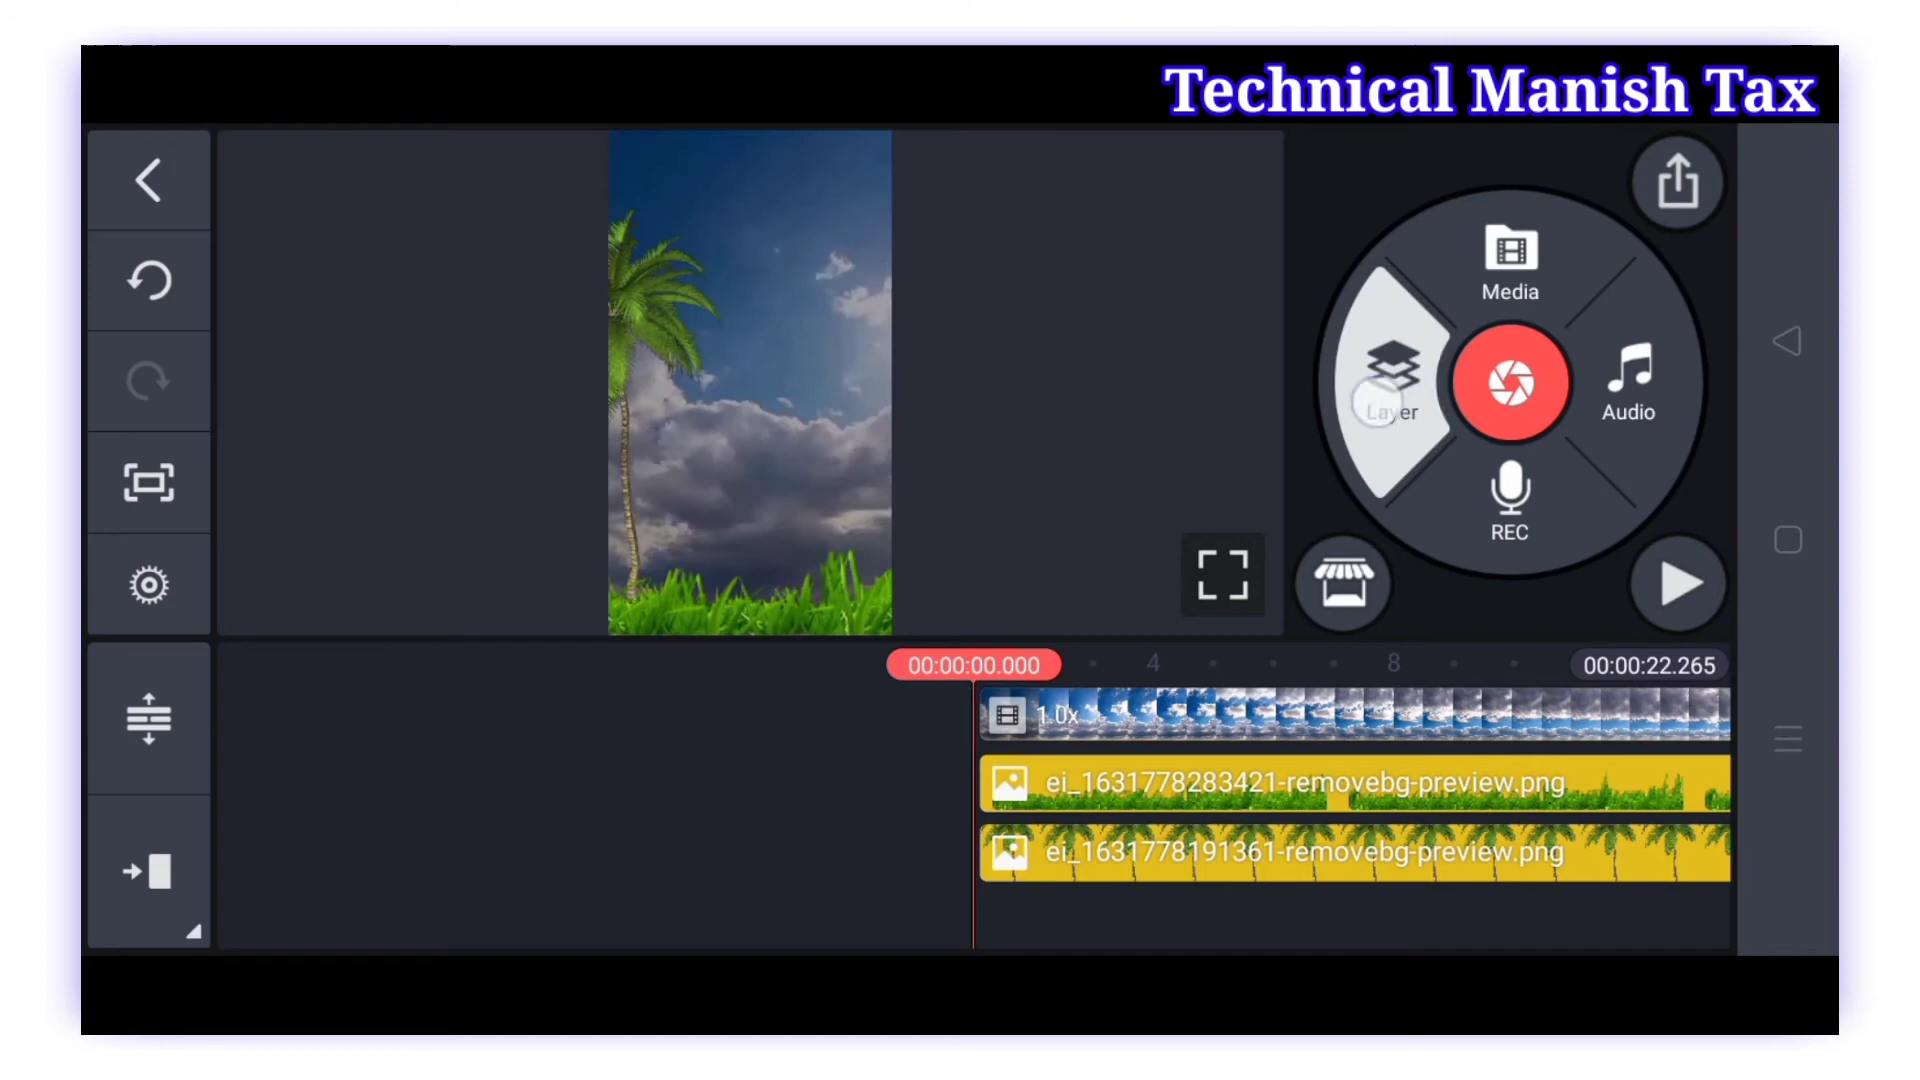 Technical Manish Tax
Media
Layer
Audio
REC
00:00:00.000
4
8
00:00:22.265
1.0x
ei_1631778283421-removebg-preview.png
ei_1631778191361-removebg-preview.png